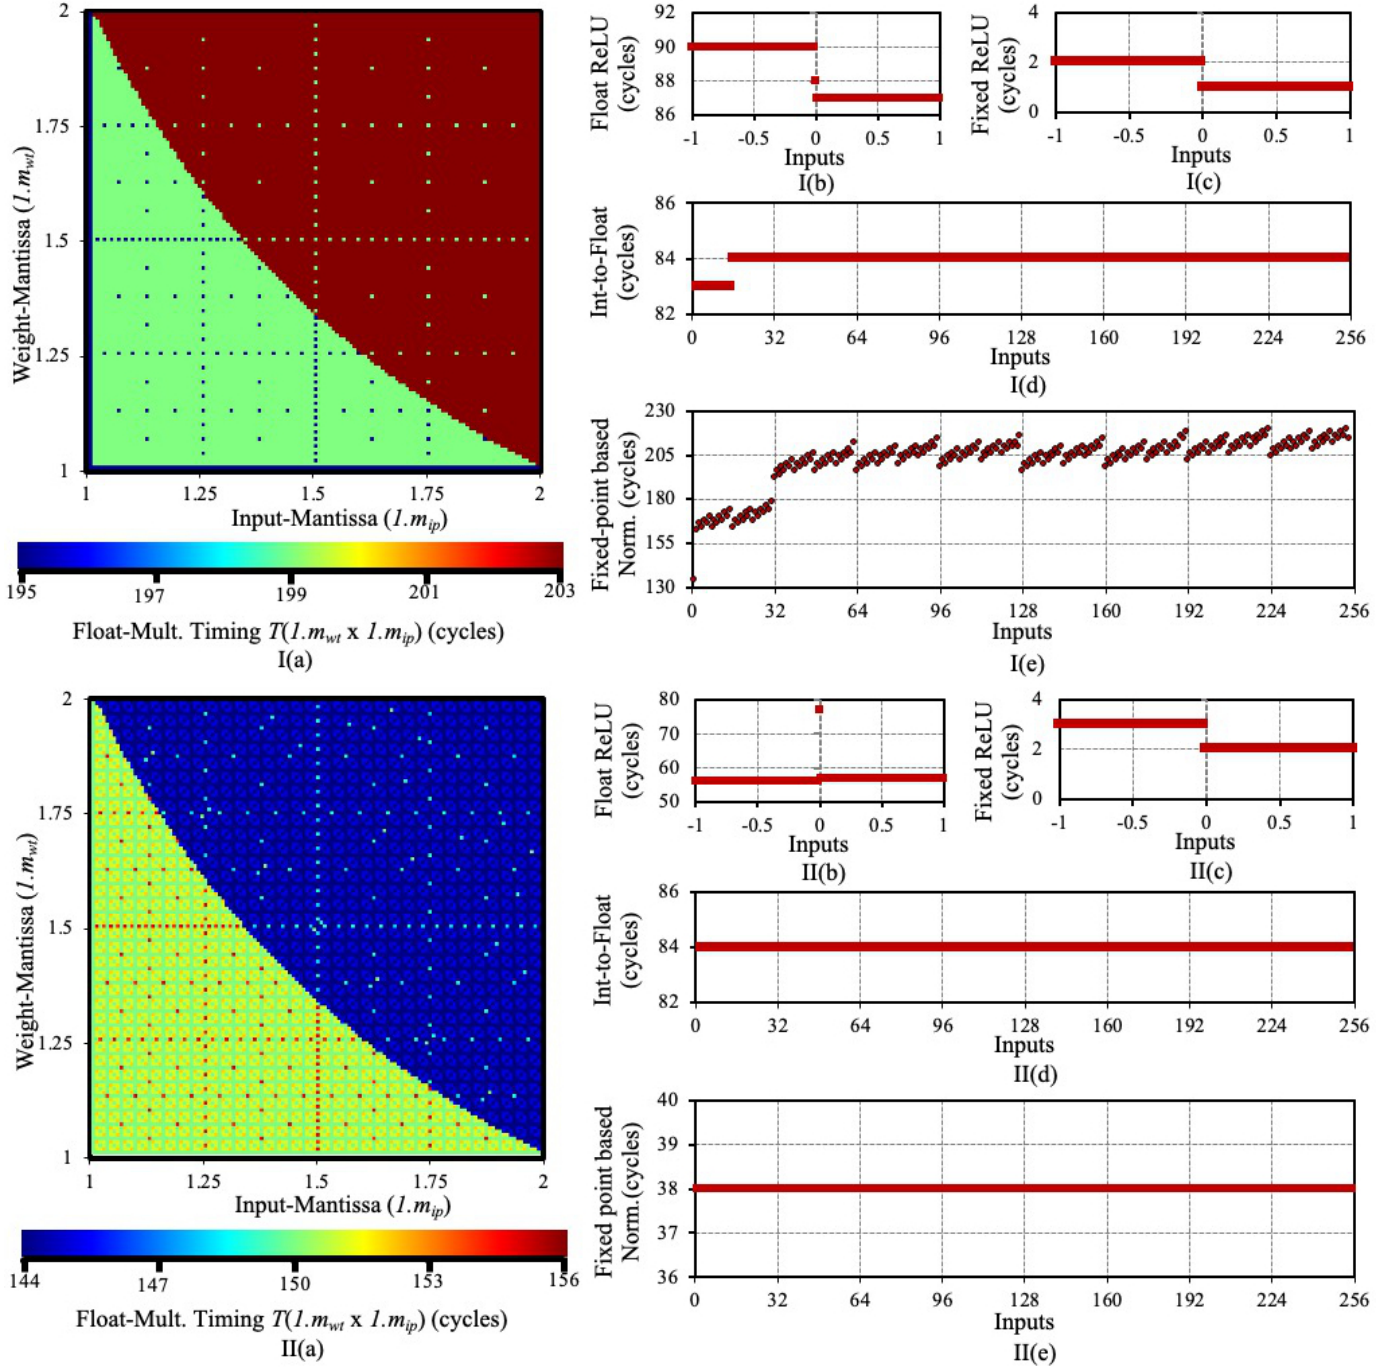 2
1.75
1.5
1.25
1
Weight-Mantissa (1.m_wt)
1 1.25 1.5 1.75 2
Input-Mantissa (1.m_ip)
195 197 199 201 203
Float-Mult. Timing T(1.m_wt x 1.m_ip) (cycles)
I(a)
Float ReLU
(cycles)
92
90
88
86
-1 -0.5 0 0.5 1
Inputs
I(b)
Fixed ReLU
(cycles)
4
2
0
-1 -0.5 0 0.5 1
Inputs
I(c)
Int-to-Float
(cycles)
86
84
82
0 32 64 96 128 160 192 224 256
Inputs
I(d)
Fixed-point based
Norm. (cycles)
230
205
180
155
130
0 32 64 96 128 160 192 224 256
Inputs
I(e)
2
1.75
1.5
1.25
1
Weight-Mantissa (1.m_wt)
1 1.25 1.5 1.75 2
Input-Mantissa (1.m_ip)
144 147 150 153 156
Float-Mult. Timing T(1.m_wt x 1.m_ip) (cycles)
II(a)
Float ReLU
(cycles)
80
70
60
50
-1 -0.5 0 0.5 1
Inputs
II(b)
Fixed ReLU
(cycles)
4
2
0
-1 -0.5 0 0.5 1
Inputs
II(c)
Int-to-Float
(cycles)
86
84
82
0 32 64 96 128 160 192 224 256
Inputs
II(d)
Fixed point based
Norm.(cycles)
40
39
38
37
36
0 32 64 96 128 160 192 224 256
Inputs
II(e)